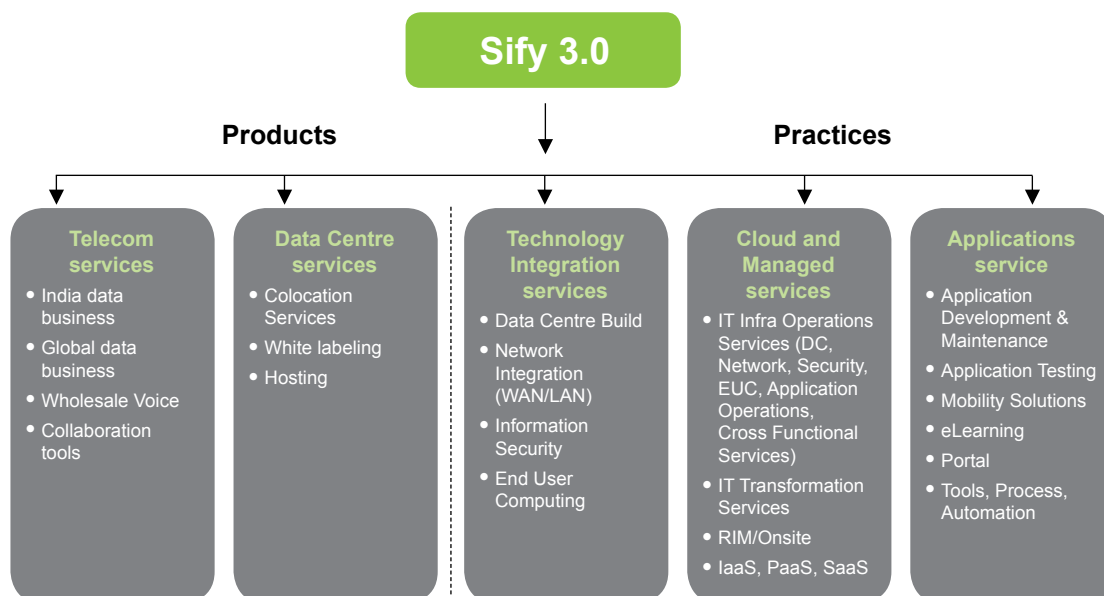 Sify 3.0
Products
Practices
Telecom
services
• India data
business
• Global data
business
• Wholesale Voice
• Collaboration
tools
Data Centre
services
• Colocation
Services
• White labeling
• Hosting
Technology
Integration
services
• Data Centre Build
• Network
Integration
(WAN/LAN)
• Information
Security
• End User
Computing
Cloud and
Managed
services
• IT Infra Operations
Services (DC,
Network, Security,
EUC, Application
Operations,
Cross Functional
Services)
• IT Transformation
Services
• RIM/Onsite
• IaaS, PaaS, SaaS
Applications
service
• Application
Development &
Maintenance
• Application Testing
• Mobility Solutions
• eLearning
• Portal
• Tools, Process,
Automation